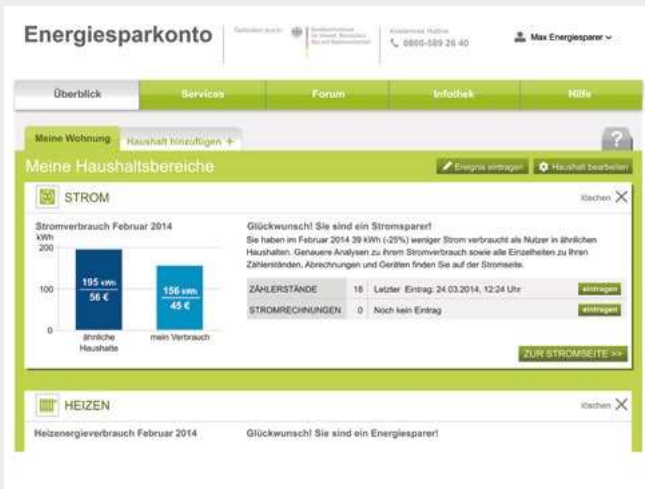 Energiesparkonto
Gefördert durch:
Kostenlose Hotline
0800-589 26 40
Max Energiesparer
Überblick
Services
Forum
Infothek
Hilfe
Meine Wohnung
Haushalt hinzufügen +
?
Meine Haushaltsbereiche
Ereignis eintragen
Haushalt bearbeiten
STROM
löschen
Stromverbrauch Februar 2014
kWh
200
100
0
195 kWh
56 €
156 kWh
45 €
ähnliche
Haushalte
mein Verbrauch
Glückwunsch! Sie sind ein Stromsparer!
Sie haben im Februar 2014 39 kWh (-25%) weniger Strom verbraucht als Nutzer in ähnlichen
Haushalten. Genauere Analysen zu Ihrem Stromverbrauch sowie alle Einzelheiten zu Ihren
Zählerständen, Abrechnungen und Geräten finden Sie auf der Stromseite.
ZÄHLERSTÄNDE 18 Letzter Eintrag: 24.03.2014, 12:24 Uhr eintragen
STROMRECHNUNGEN 0 Noch kein Eintrag eintragen
ZUR STROMSEITE >>
HEIZEN
löschen
Heizenergieverbrauch Februar 2014
Glückwunsch! Sie sind ein Energiesparer!